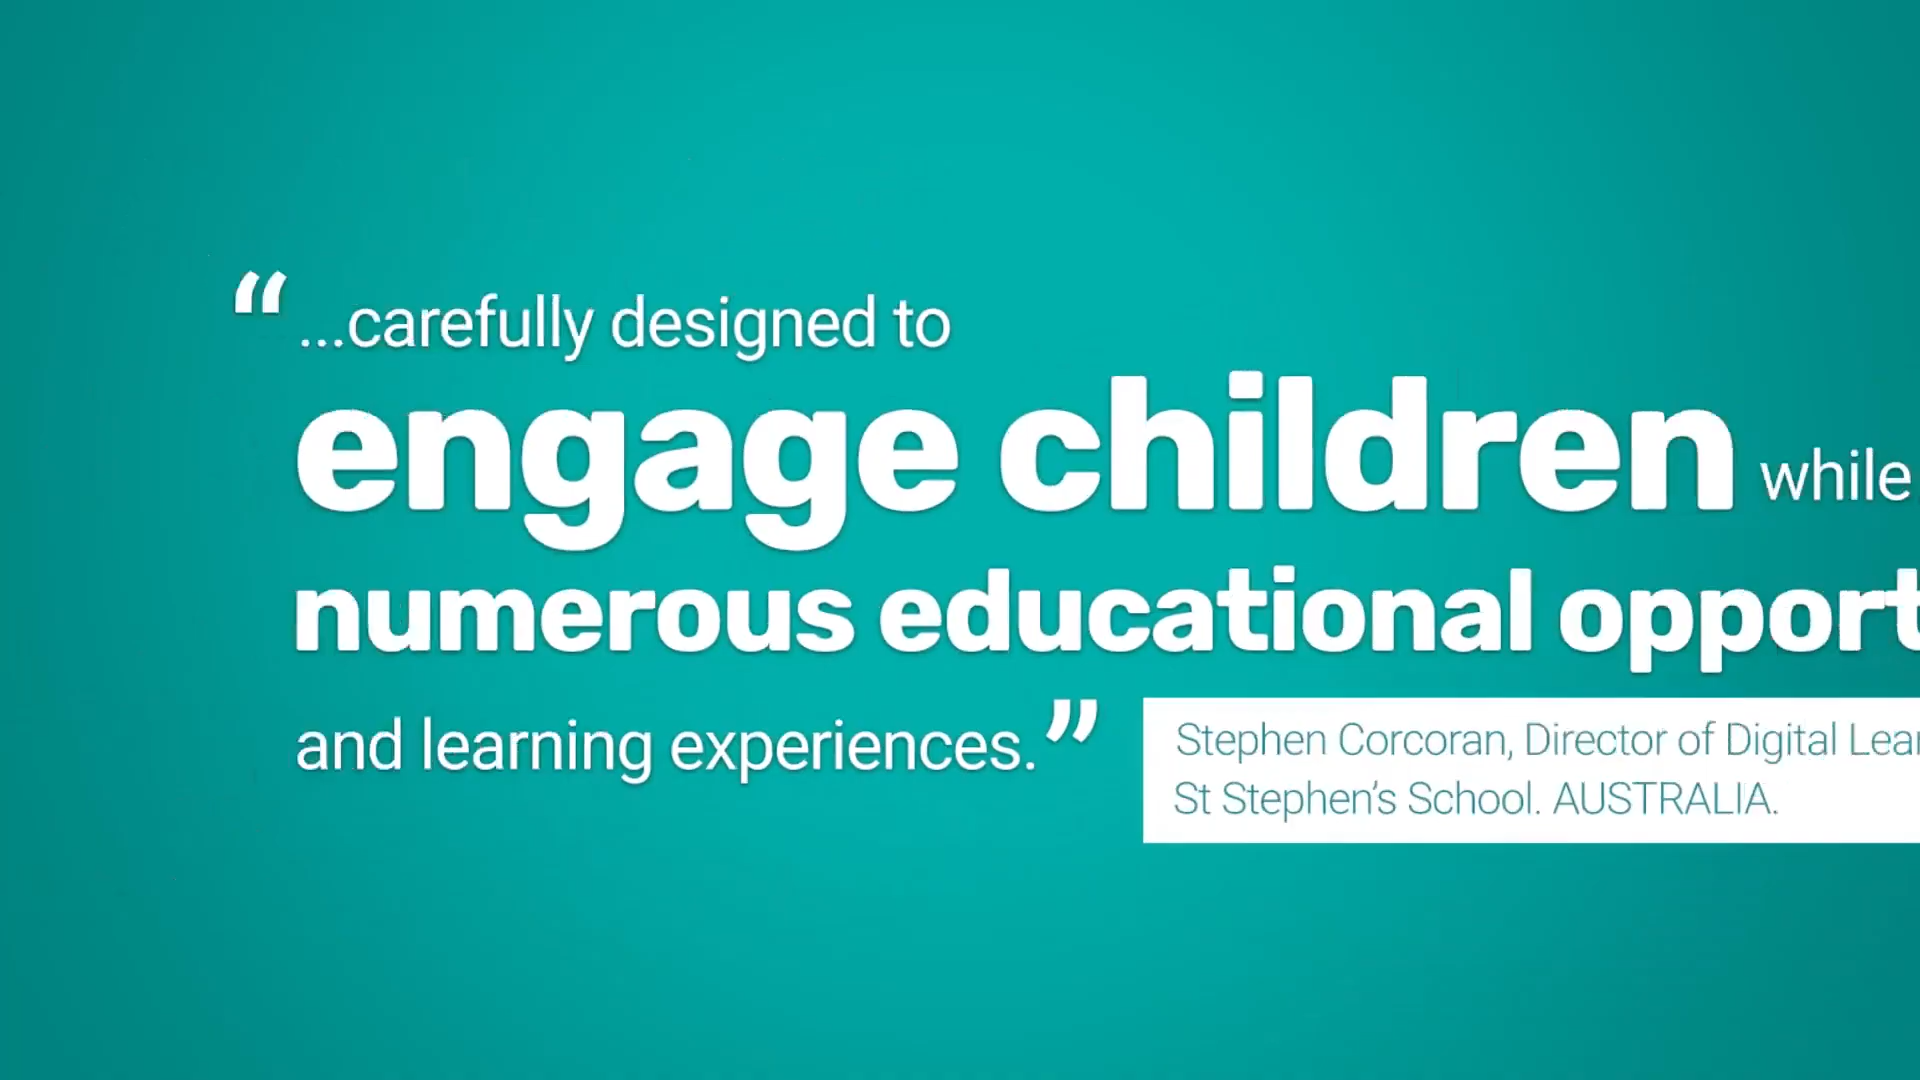 “...carefully designed to
engage children while
numerous educational opport
and learning experiences.”
Stephen Corcoran, Director of Digital Lear
St Stephen’s School. AUSTRALIA.